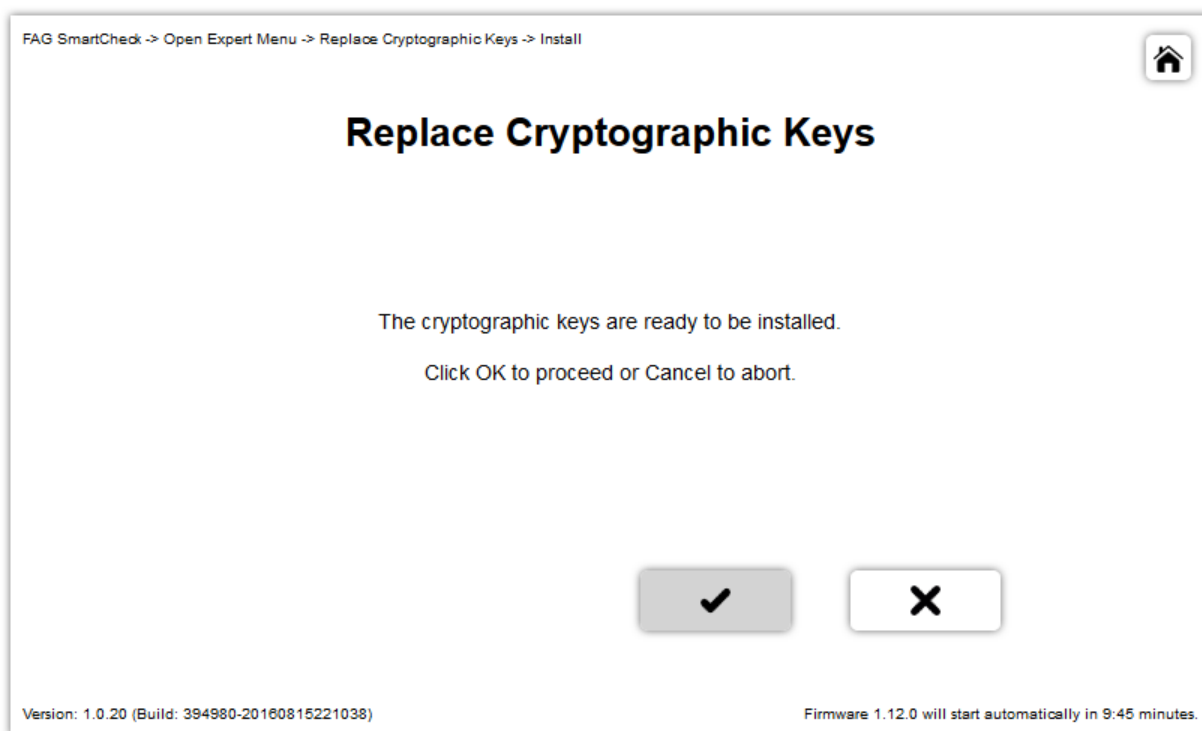 FAG SmartCheck -> Open Expert Menu -> Replace Cryptographic Keys -> Install
Replace Cryptographic Keys
The cryptographic keys are ready to be installed.
Click OK to proceed or Cancel to abort.
Version: 1.0.20 (Build: 394980-20160815221038)
Firmware 1.12.0 will start automatically in 9:45 minutes.